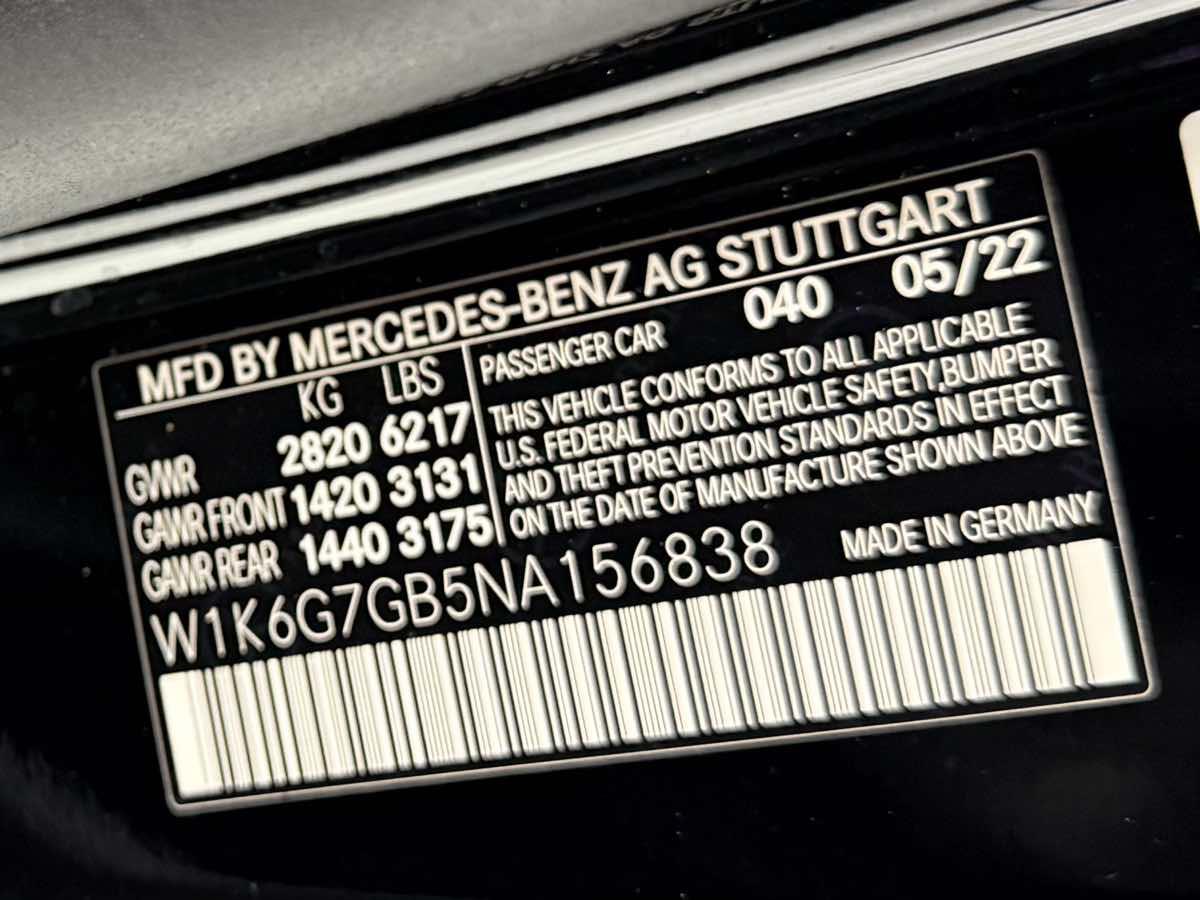 MFD BY MERCEDES-BENZ AG STUTTGART
KG LBS
GVWR 2820 6217
GAWR FRONT 1420 3131
GAWR REAR 1440 3175
PASSENGER CAR 040 05/22
THIS VEHICLE CONFORMS TO ALL APPLICABLE
U.S. FEDERAL MOTOR VEHICLE SAFETY,BUMPER
AND THEFT PREVENTION STANDARDS IN EFFECT
ON THE DATE OF MANUFACTURE SHOWN ABOVE
W1K6G7GB5NA156838 MADE IN GERMANY